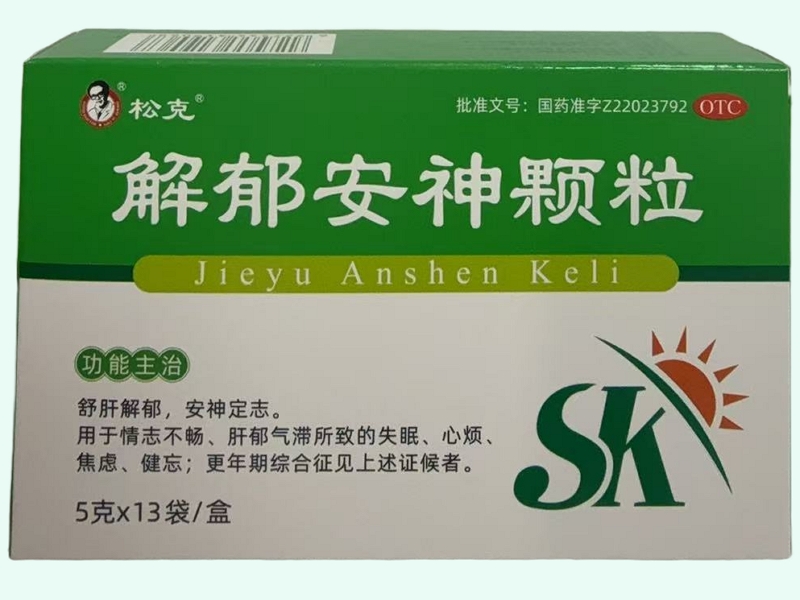 松克®
批准文号：国药准字Z22023792 OTC
解郁安神颗粒
Jieyu Anshen Keli
功能主治
舒肝解郁，安神定志。
用于情志不畅、肝郁气滞所致的失眠、心烦、
焦虑、健忘；更年期综合征见上述证候者。
5克x13袋/盒
SK